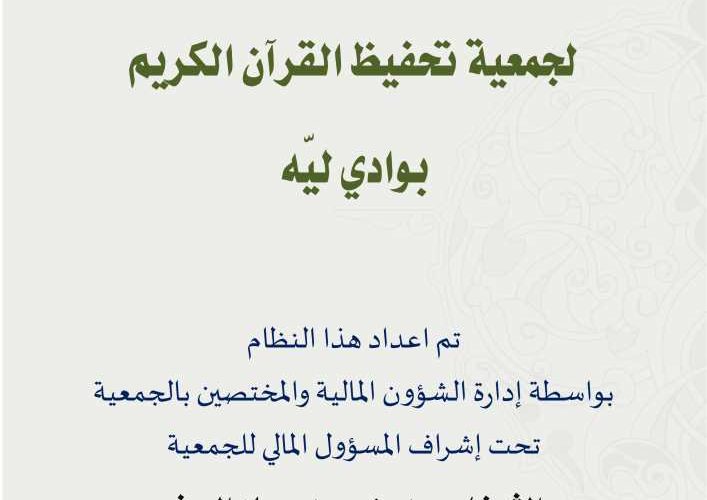 لجمعية تحفيظ القرآن الكريم
بوادي ليّه
تم اعداد هذا النظام
بواسطة إدارة الشؤون المالية والمختصين بالجمعية
تحت إشراف المسؤول المالي للجمعية